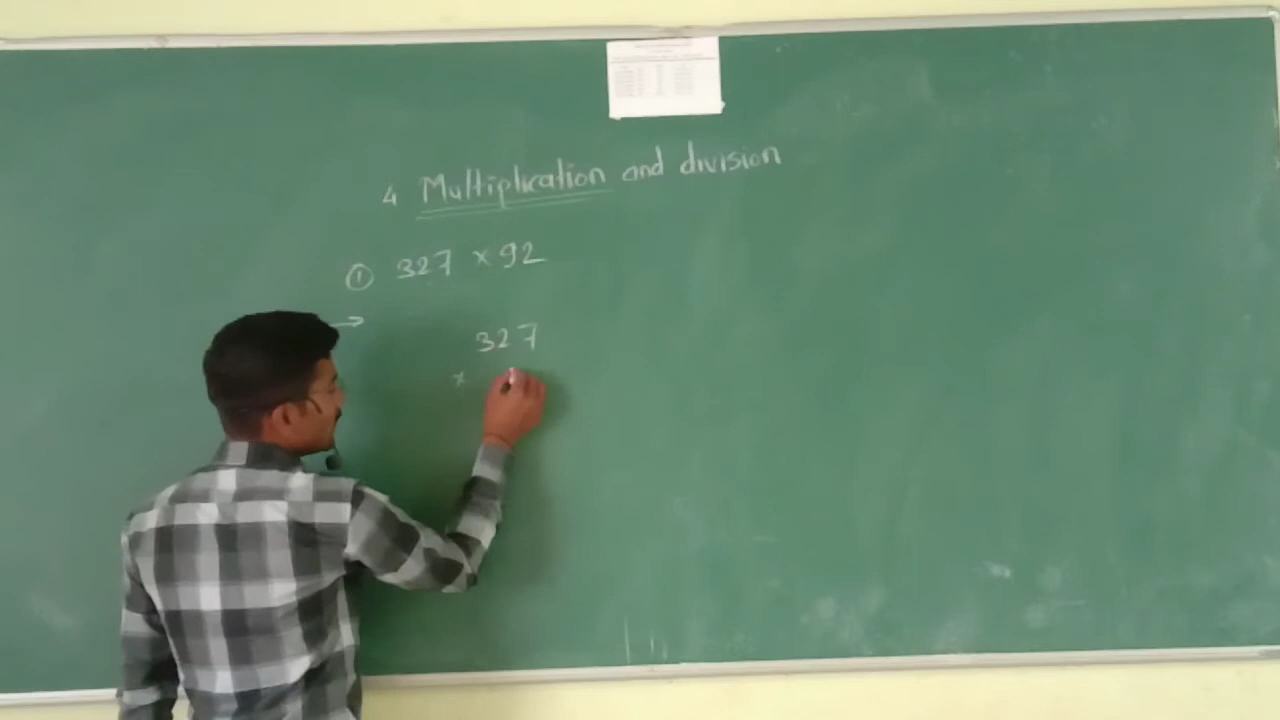 4 Multiplication and division
① 327 × 92
→
327
×